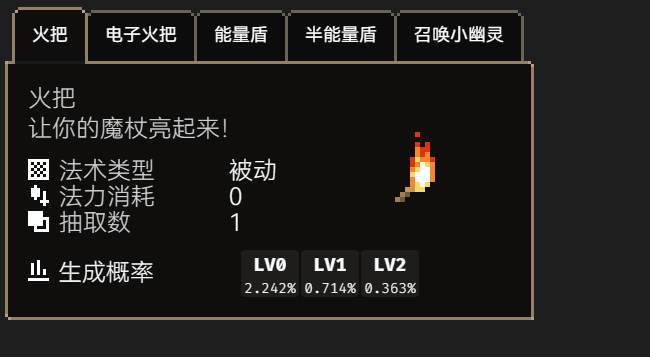 火把 电子火把 能量盾 半能量盾 召唤小幽灵
火把
让你的魔杖亮起来!
法术类型 被动
法力消耗 0
抽取数 1
生成概率 LV0 LV1 LV2
2.242% 0.714% 0.363%